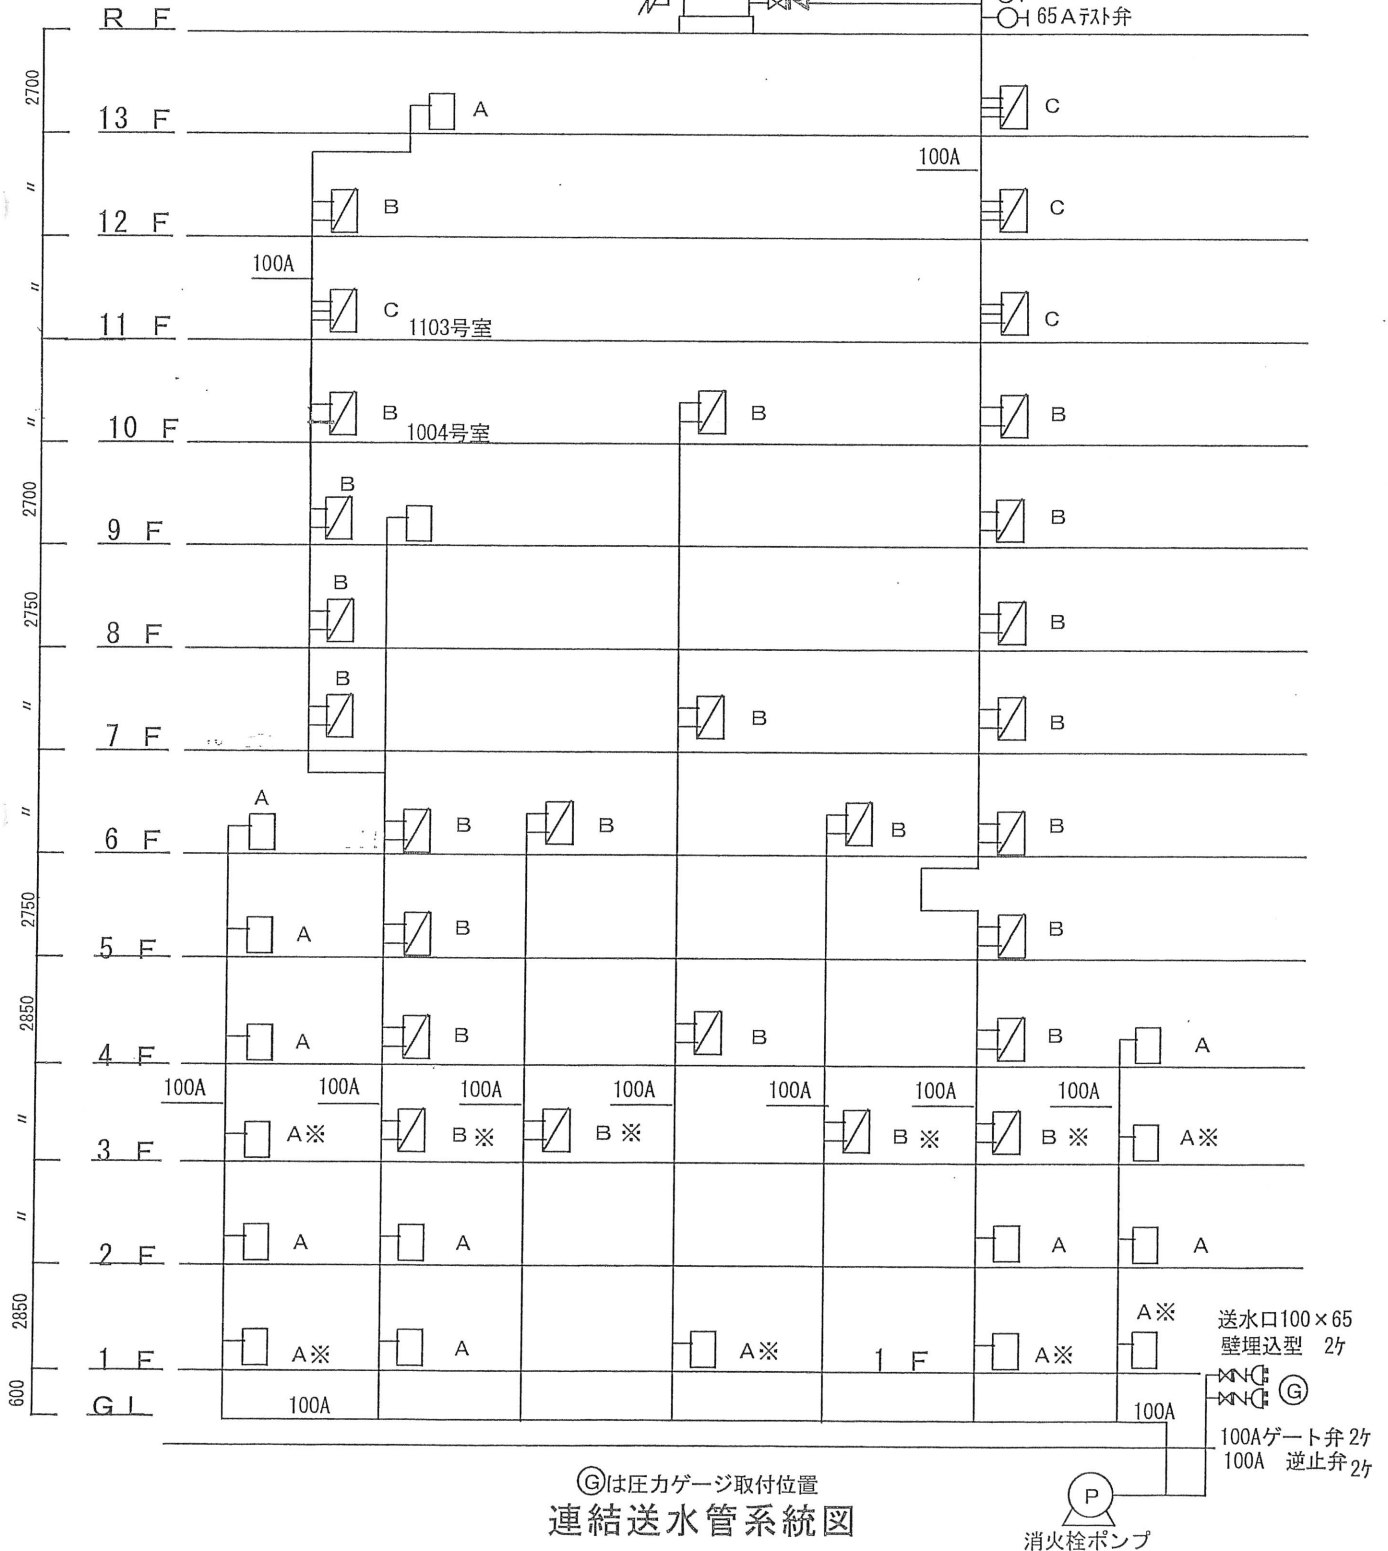 R F
65Aテスト弁
2700
13 F
A
C
100A
〃
12 F
B
C
100A
〃
11 F
C
1103号室
C
〃
10 F
B
1004号室
B
B
2700
9 F
B
B
2750
8 F
B
B
〃
7 F
B
B
B
〃
6 F
A
B
B
B
B
2750
5 F
A
B
B
2850
4 F
A
B
B
B
A
100A
100A
100A
100A
100A
100A
100A
〃
3 F
A※
B※
B※
B※
B※
A※
〃
2 F
A
A
A
A
2850
1 F
A※
A
A※
1 F
A※
A※
送水口100×65
壁埋込型 2ケ
G
600
GL
100A
100A
100Aゲート弁2ケ
100A 逆止弁2ケ
Ⓖは圧力ゲージ取付位置
連結送水管系統図
P
消火栓ポンプ